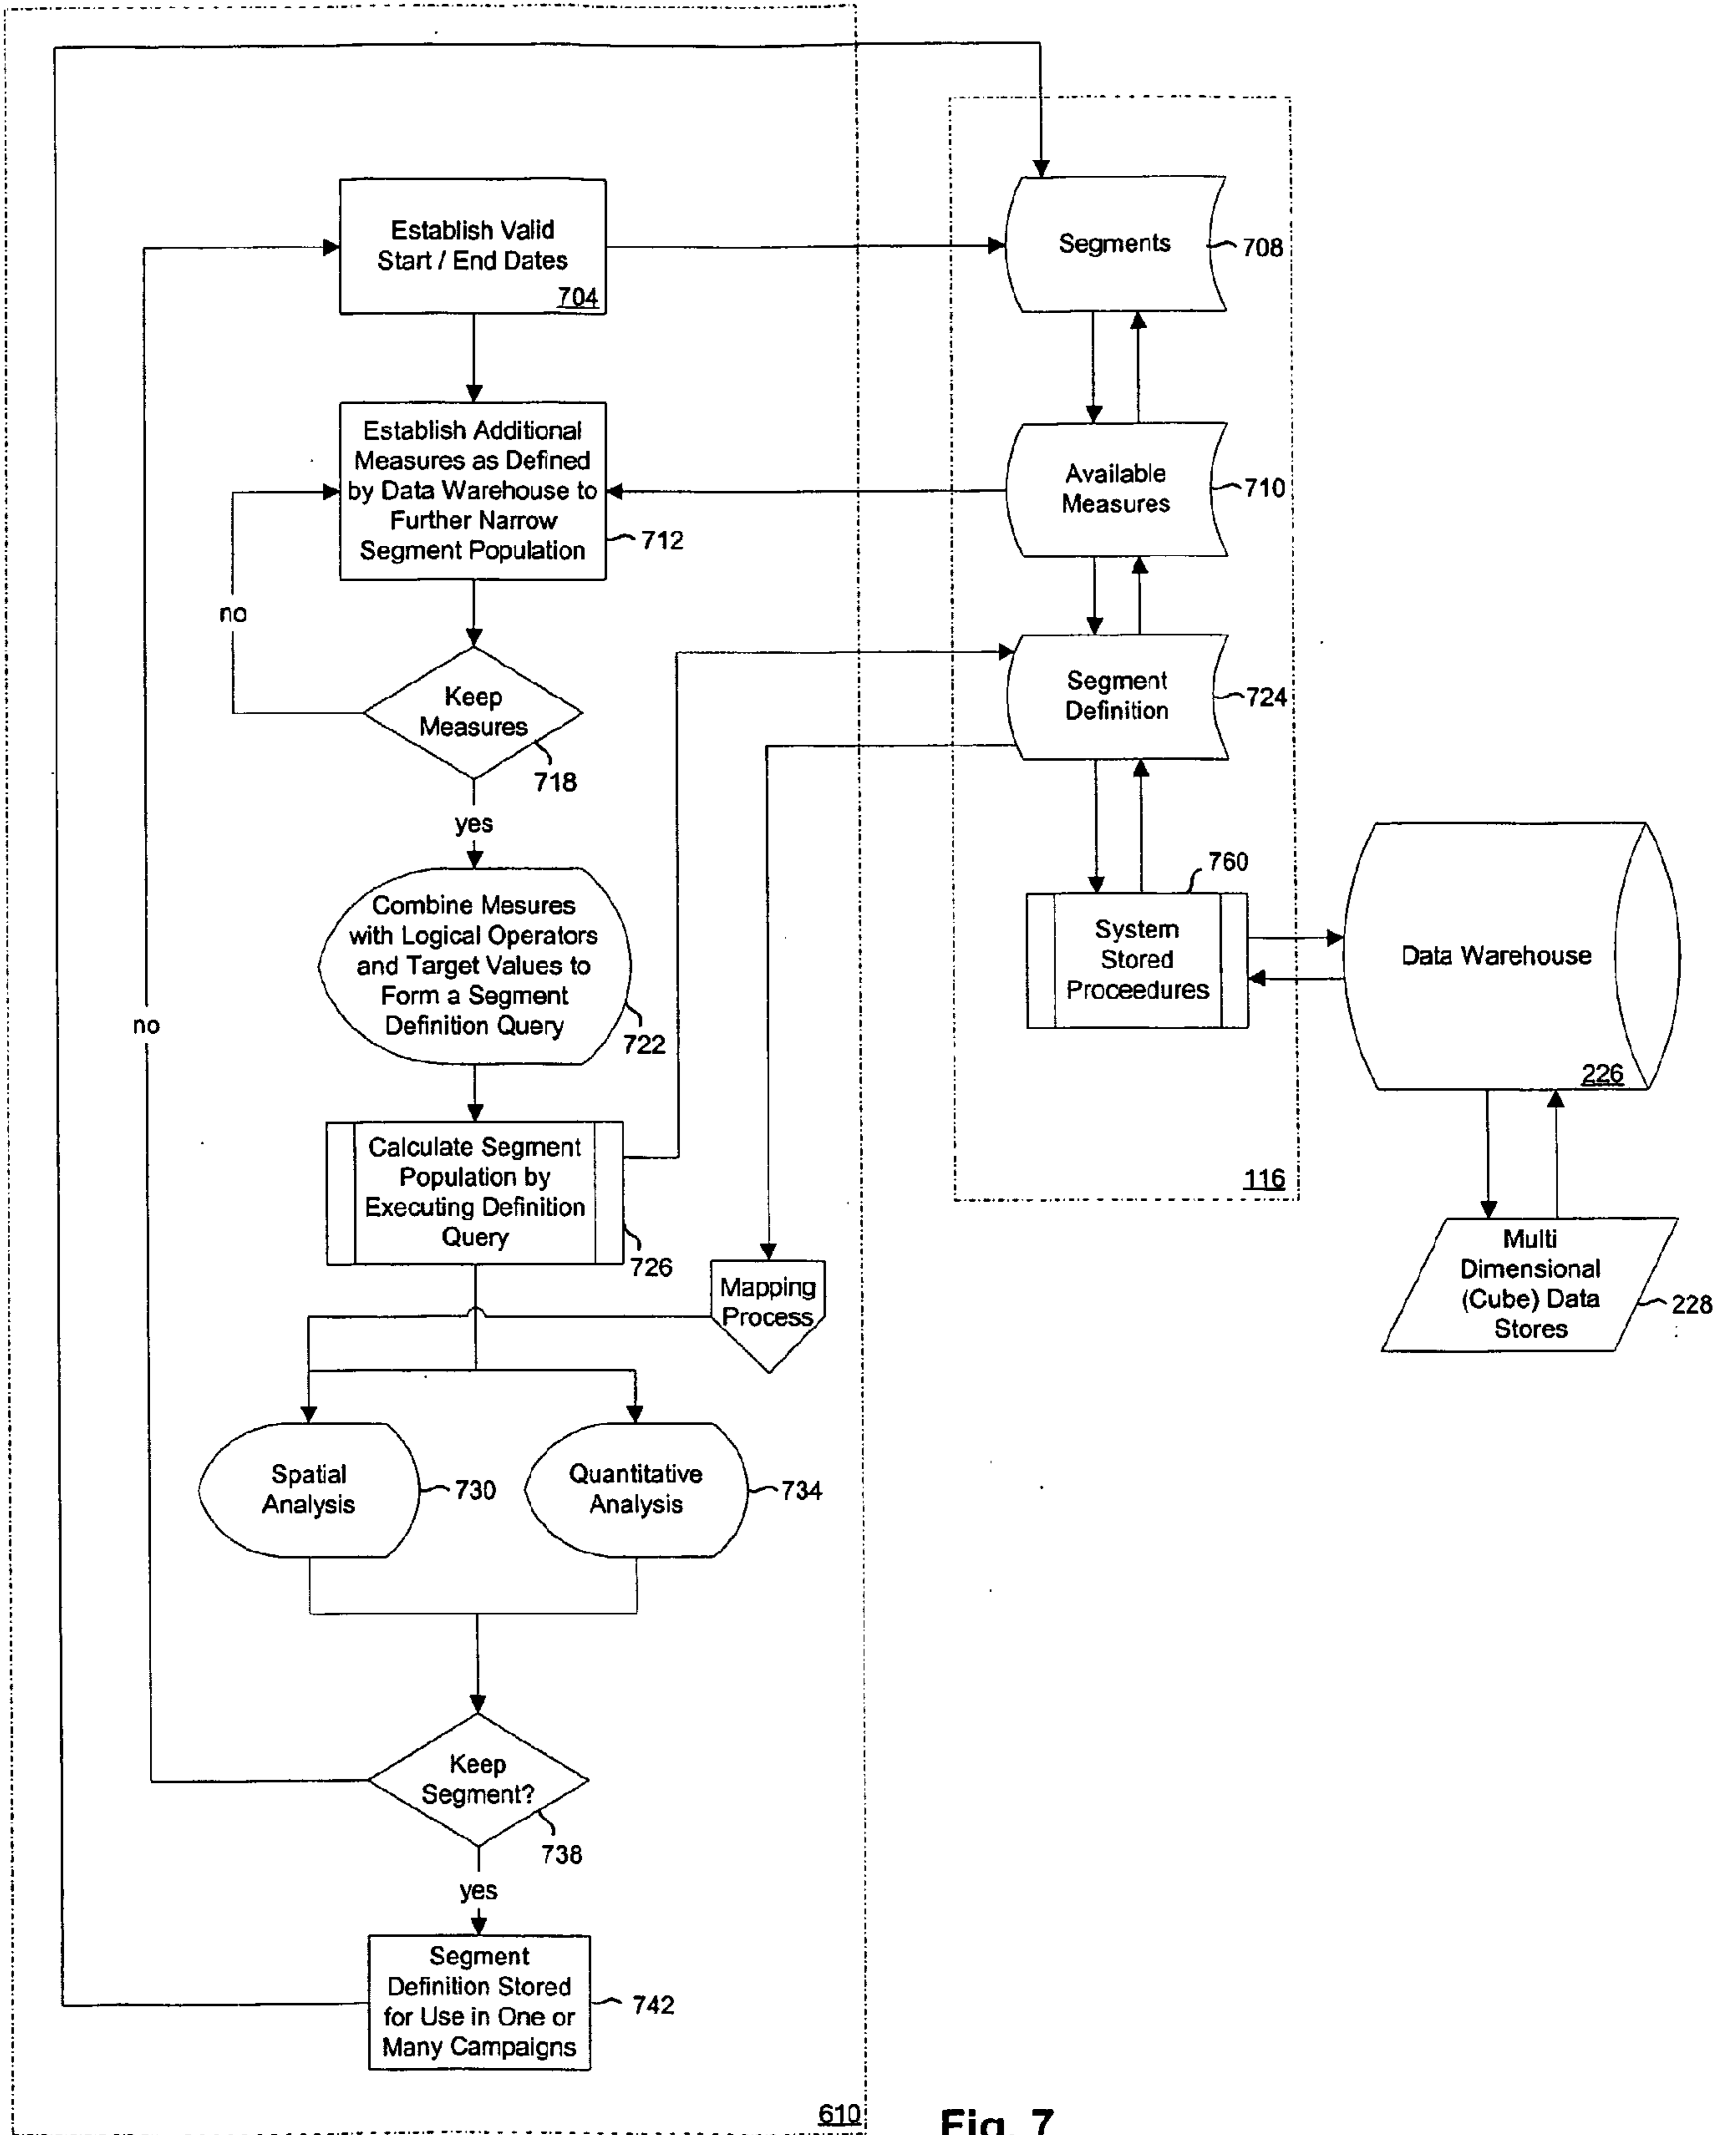 Establish Valid
Start / End Dates
704
Segments
708
Establish Additional
Measures as Defined
by Data Warehouse to
Further Narrow
Segment Population
712
Available
Measures
710
no
Keep
Measures
718
Segment
Definition
724
yes
Combine Mesures
with Logical Operators
and Target Values to
Form a Segment
Definition Query
722
760
System
Stored
Proceedures
Data Warehouse
226
no
Calculate Segment
Population by
Executing Definition
Query
726
116
Mapping
Process
Multi
Dimensional
(Cube) Data
Stores
228
Spatial
Analysis
730
Quantitative
Analysis
734
Keep
Segment?
738
yes
Segment
Definition Stored
for Use in One or
Many Campaigns
742
610
Fig. 7